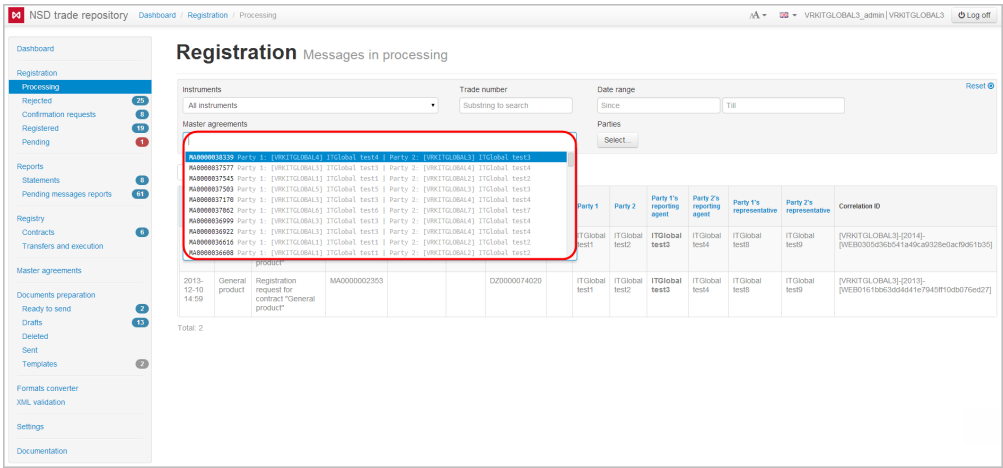 NSD trade repository Dashboard / Registration / Processing
VRKITGLOBAL3_admin | VRKITGLOBAL3 Log off
Dashboard
Registration
Processing
Rejected 25
Confirmation requests 8
Registered 19
Pending 1
Reports
Statements 8
Pending messages reports 61
Registry
Contracts 6
Transfers and execution
Master agreements
Documents preparation
Ready to send 2
Drafts 13
Deleted
Sent
Templates 2
Formats converter
XML validation
Settings
Documentation
Registration Messages in processing
Reset
Instruments Trade number Date range
All instruments Substring to search Since Till
Master agreements Parties
Select...
MA0000038339 Party 1: [VRKITGLOBAL4] ITGlobal test4 | Party 2: [VRKITGLOBAL3] ITGlobal test3
MA0000037577 Party 1: [VRKITGLOBAL3] ITGlobal test3 | Party 2: [VRKITGLOBAL4] ITGlobal test4
MA0000037545 Party 1: [VRKITGLOBAL1] ITGlobal test1 | Party 2: [VRKITGLOBAL2] ITGlobal test2
MA0000037503 Party 1: [VRKITGLOBAL5] ITGlobal test5 | Party 2: [VRKITGLOBAL3] ITGlobal test3
MA0000037170 Party 1: [VRKITGLOBAL3] ITGlobal test3 | Party 2: [VRKITGLOBAL4] ITGlobal test4
MA0000037062 Party 1: [VRKITGLOBAL6] ITGlobal test6 | Party 2: [VRKITGLOBAL7] ITGlobal test7
MA0000036999 Party 1: [VRKITGLOBAL3] ITGlobal test3 | Party 2: [VRKITGLOBAL4] ITGlobal test4
MA0000036922 Party 1: [VRKITGLOBAL3] ITGlobal test3 | Party 2: [VRKITGLOBAL4] ITGlobal test4
MA0000036616 Party 1: [VRKITGLOBAL1] ITGlobal test1 | Party 2: [VRKITGLOBAL2] ITGlobal test2
MA0000036608 Party 1: [VRKITGLOBAL1] ITGlobal test1 | Party 2: [VRKITGLOBAL2] ITGlobal test2
Party 1 Party 2 Party 1's reporting agent Party 2's reporting agent Party 1's representative Party 2's representative Correlation ID
ITGlobal test1 ITGlobal test2 ITGlobal test3 ITGlobal test4 ITGlobal test8 ITGlobal test9 [VRKITGLOBAL3]-[2014]-[WEB0305d36b541a49ca9328e0acf9d61b35]
product"
2013-12-10 14:59 General product Registration request for contract "General product" MA0000002353 DZ0000074020 ITGlobal test1 ITGlobal test2 ITGlobal test3 ITGlobal test4 ITGlobal test8 ITGlobal test9 [VRKITGLOBAL3]-[2013]-[WEB0161bb63dd4d41e7945ff10db076ed27]
Total: 2